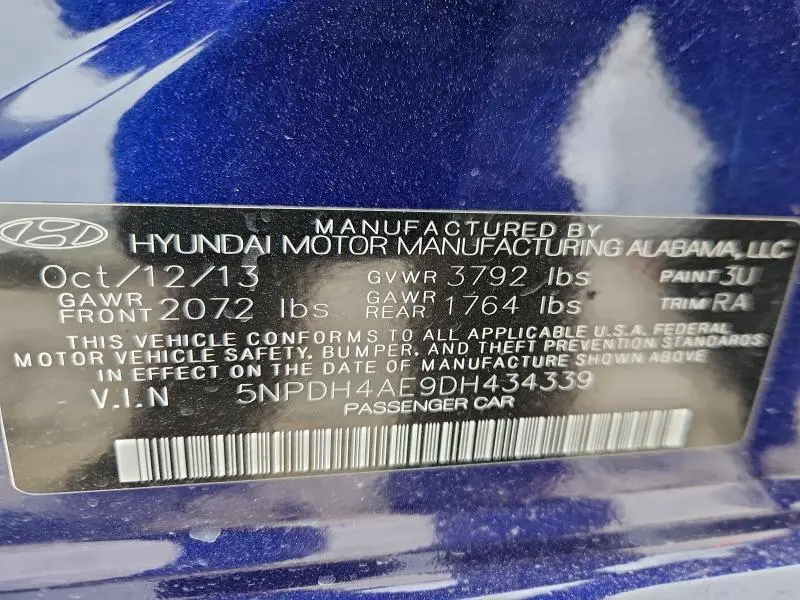 MANUFACTURED BY
HYUNDAI MOTOR MANUFACTURING ALABAMA, LLC
Oct/12/13 GVWR 3792 lbs PAINT 3U
GAWR FRONT 2072 lbs GAWR REAR 1764 lbs TRIM RA
THIS VEHICLE CONFORMS TO ALL APPLICABLE U.S.A. FEDERAL
MOTOR VEHICLE SAFETY, BUMPER, AND THEFT PREVENTION STANDARDS
IN EFFECT ON THE DATE OF MANUFACTURE SHOWN ABOVE.
V.I.N 5NPDH4AE9DH434339
PASSENGER CAR